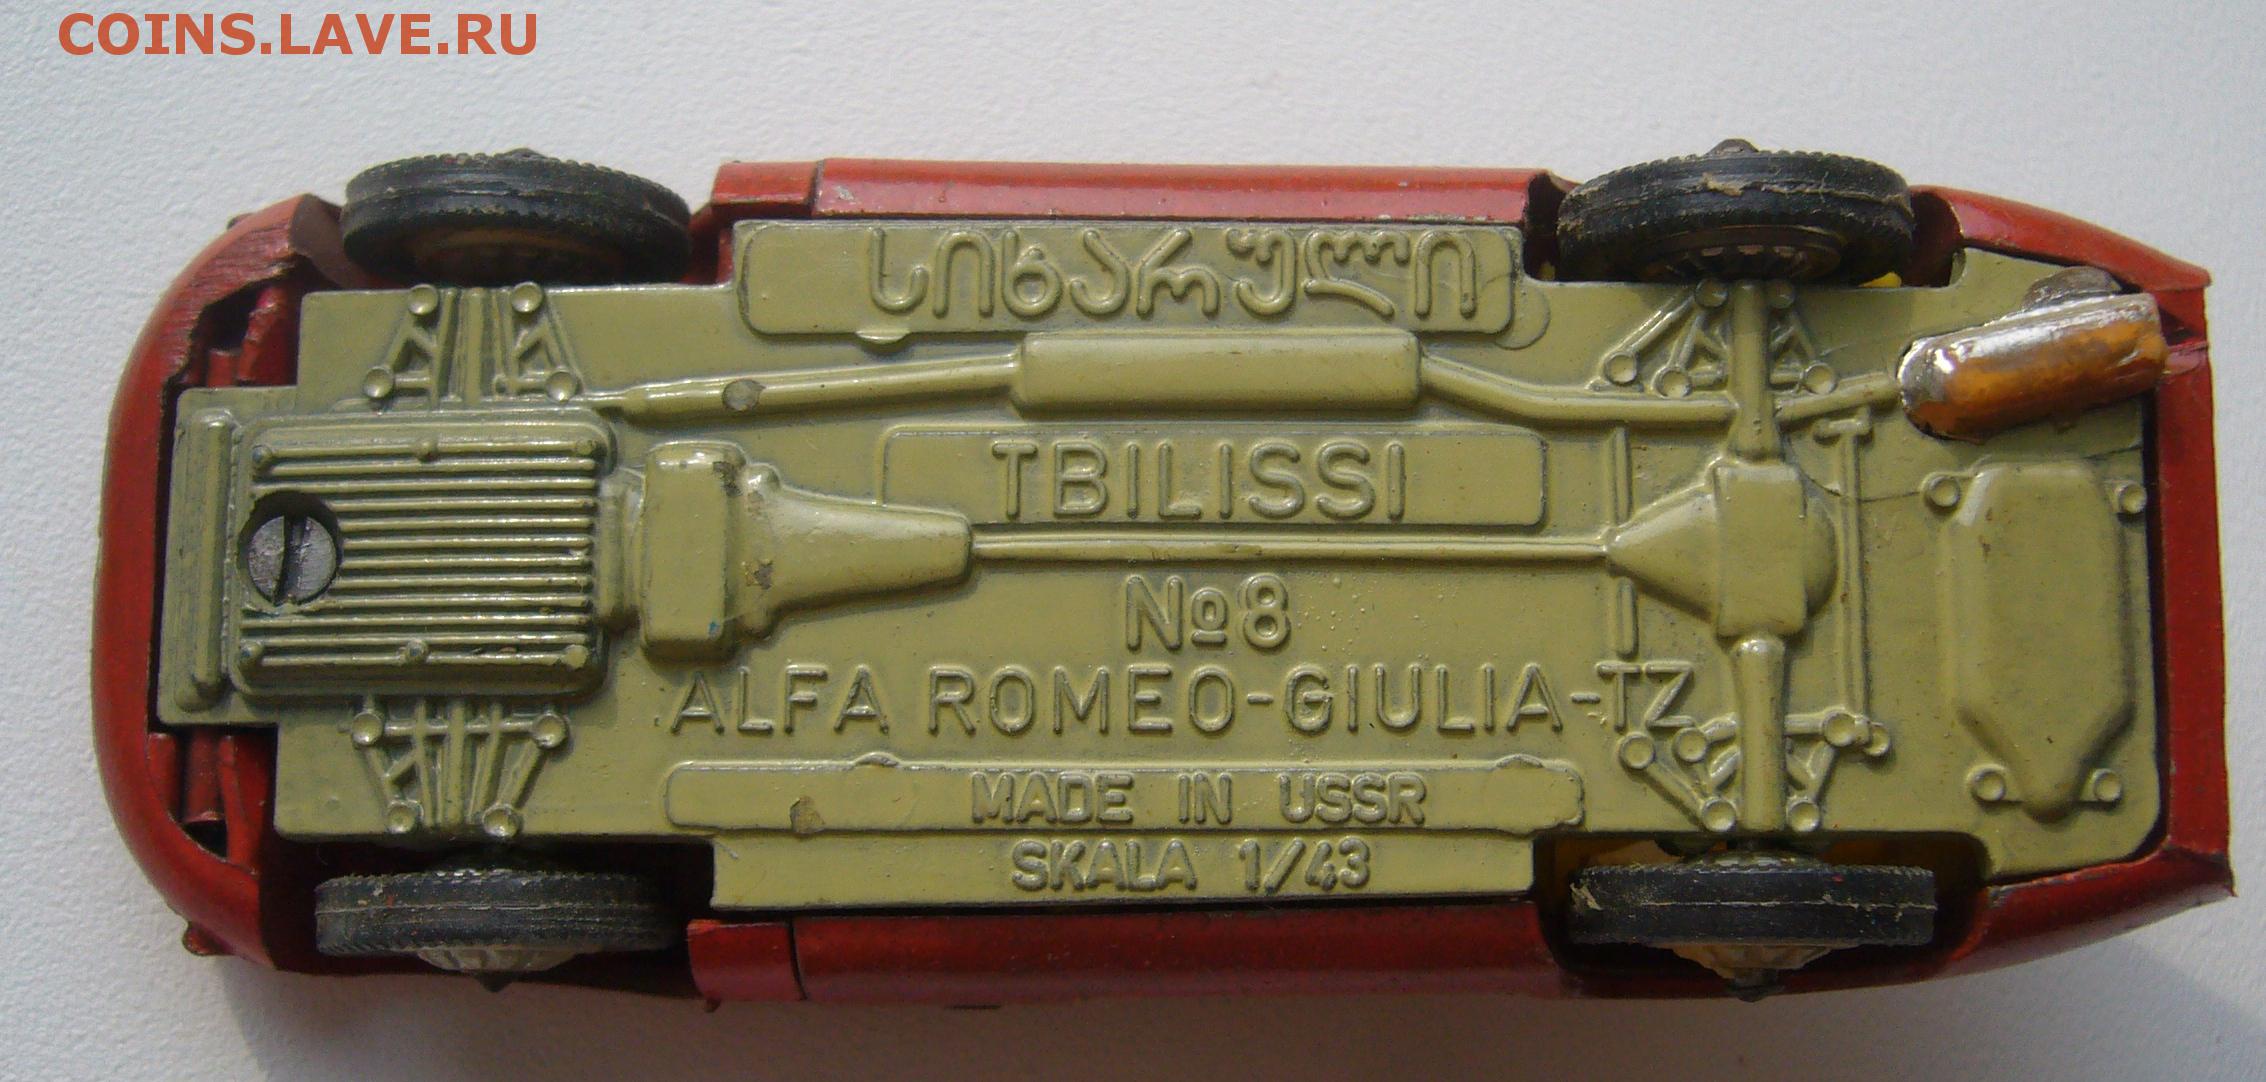 COINS.LAVE.RU
სიხარული
TBILISSI
№8
ALFA ROMEO-GIULIA-TZ
MADE IN USSR
SKALA 1/43